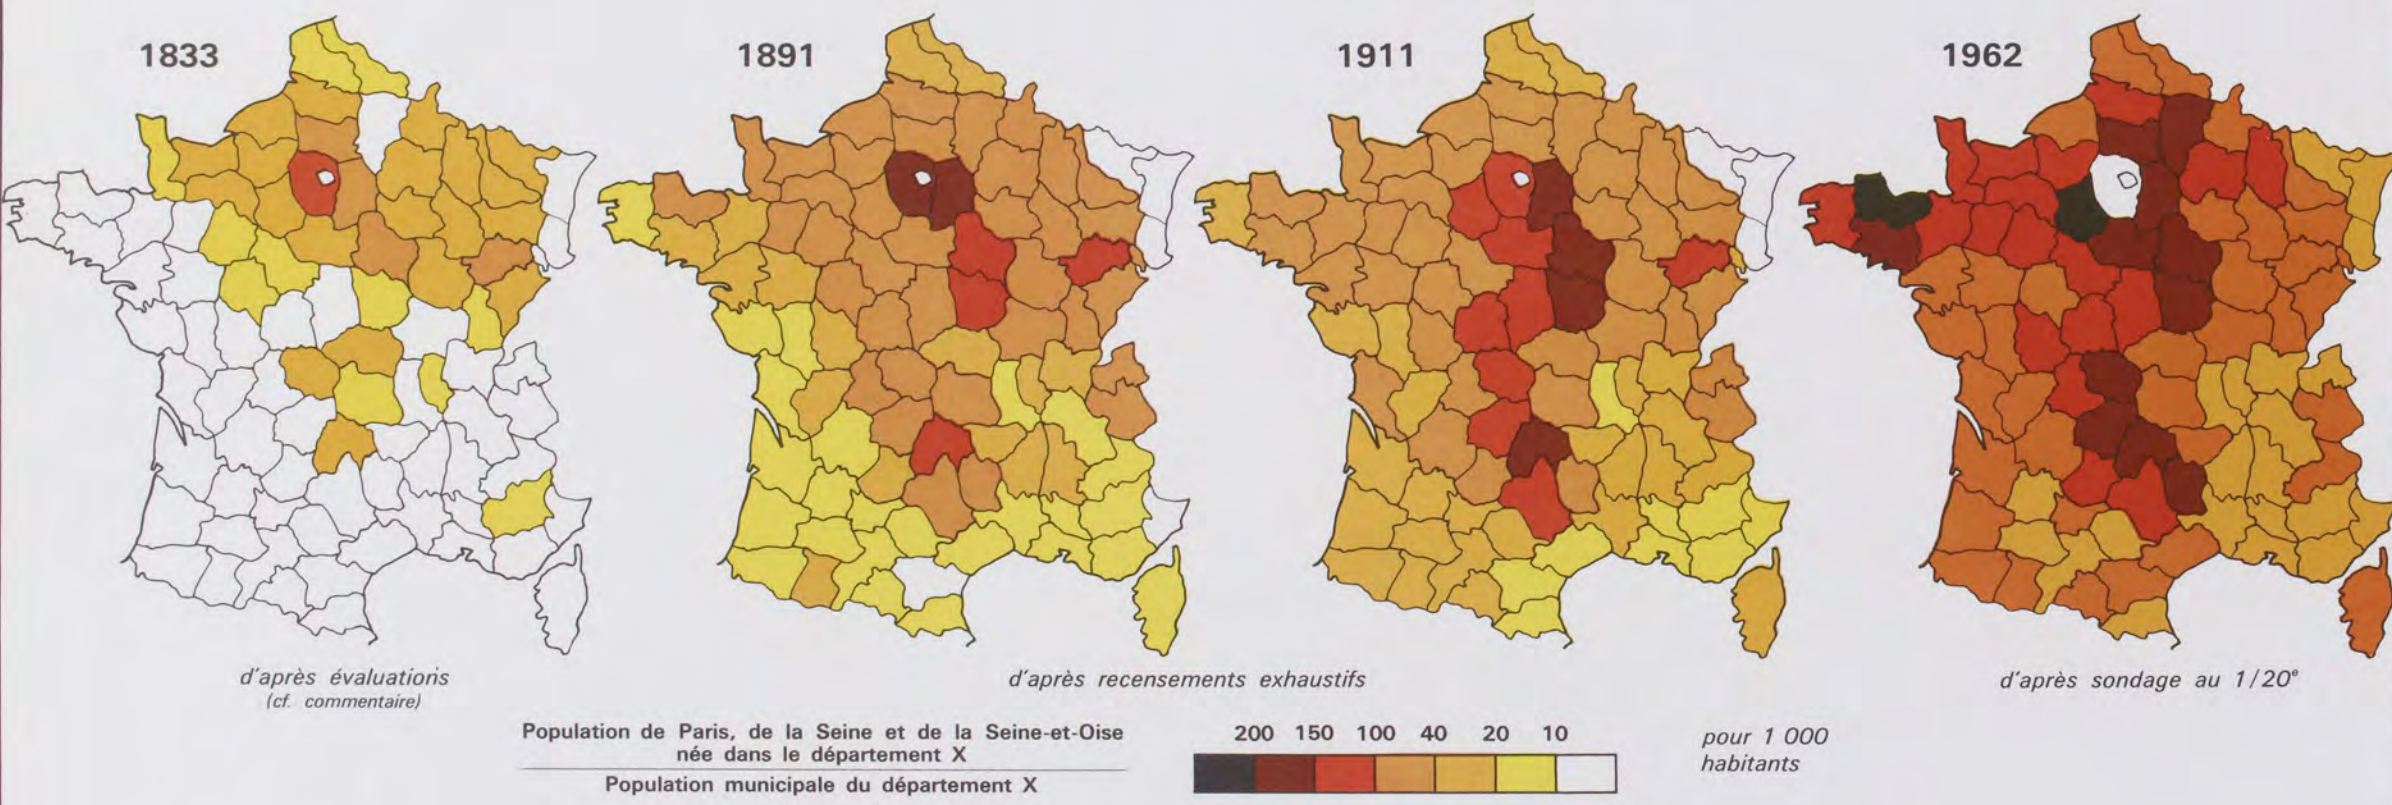 1833
1891
1911
1962
d'après évaluations
(cf. commentaire)
d'après recensements exhaustifs
d'après sondage au 1/20e
Population de Paris, de la Seine et de la Seine-et-Oise
née dans le département X
Population municipale du département X
200 150 100 40 20 10
pour 1 000
habitants